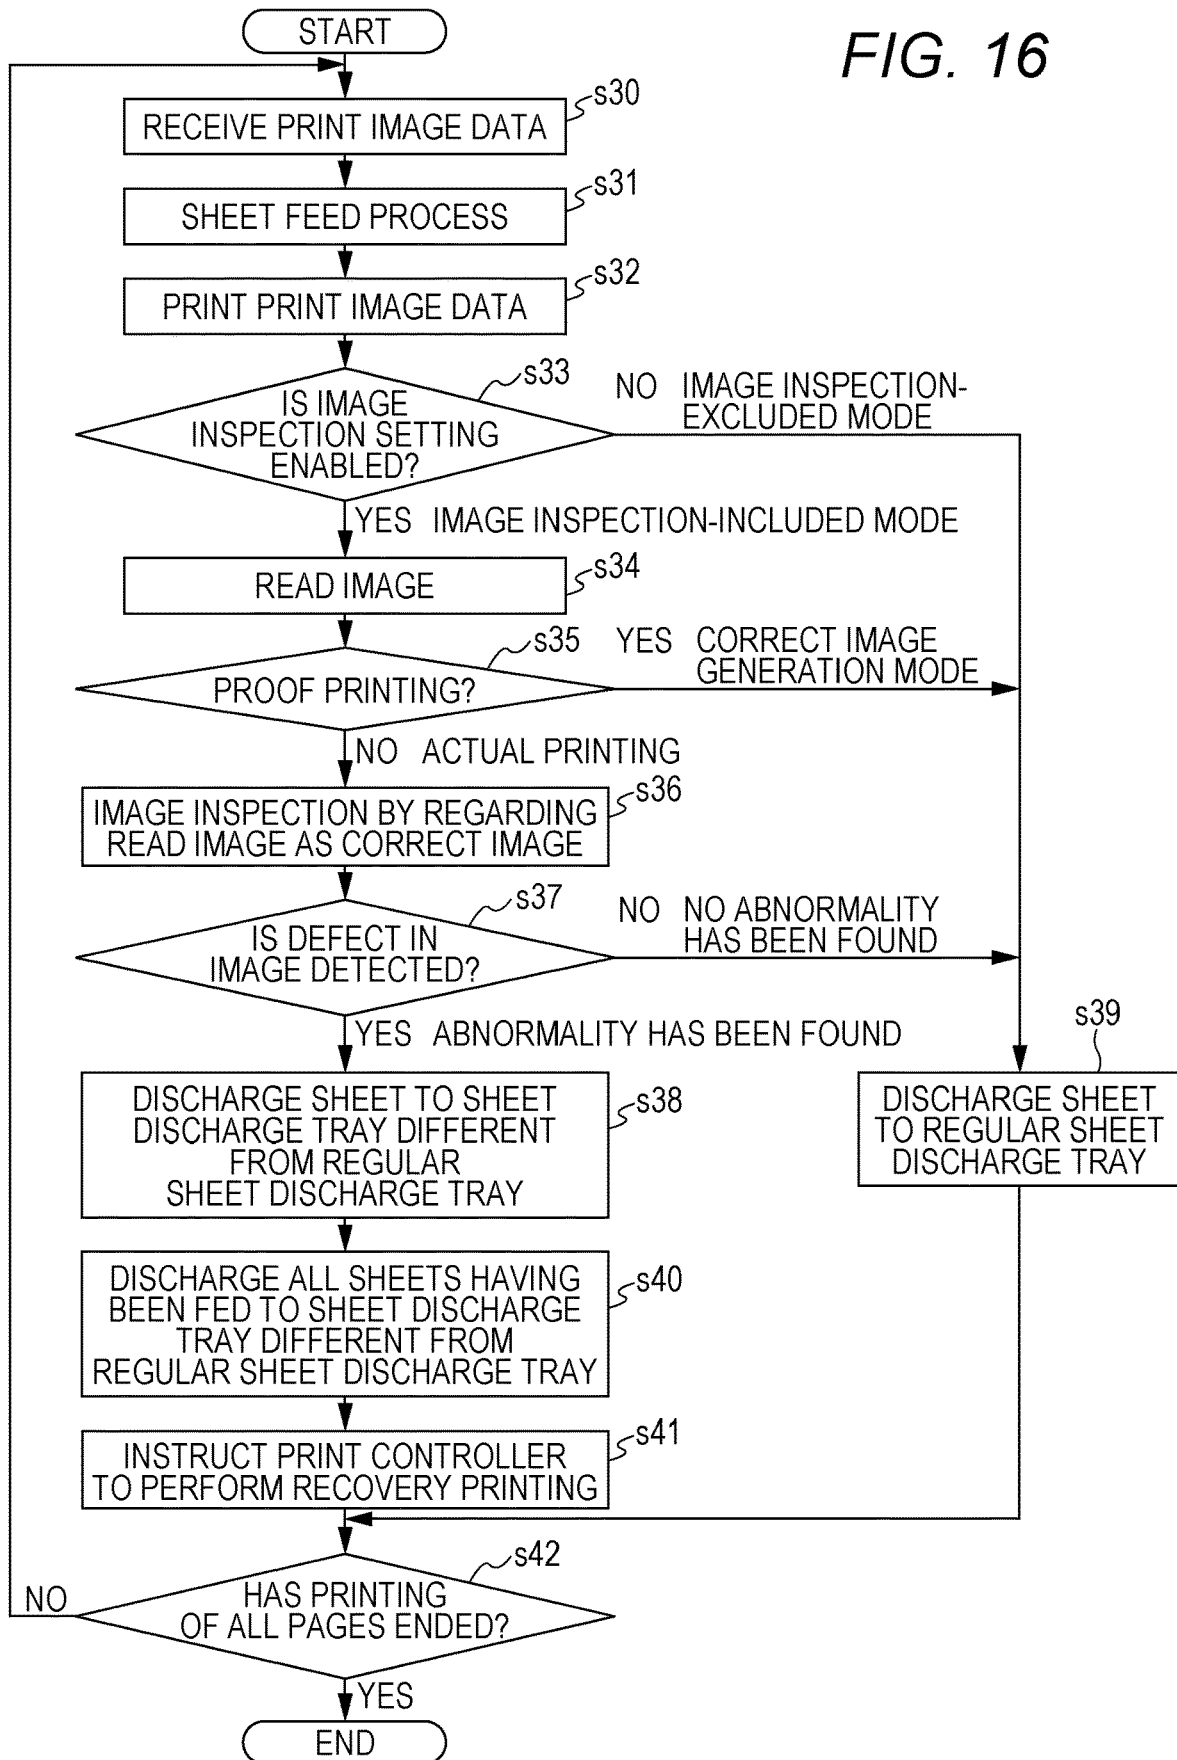 START
FIG. 16
s30
RECEIVE PRINT IMAGE DATA
s31
SHEET FEED PROCESS
s32
PRINT PRINT IMAGE DATA
s33
IS IMAGE
INSPECTION SETTING
ENABLED?
NO IMAGE INSPECTION-
EXCLUDED MODE
YES IMAGE INSPECTION-INCLUDED MODE
s34
READ IMAGE
s35
PROOF PRINTING?
YES CORRECT IMAGE
GENERATION MODE
NO ACTUAL PRINTING
s36
IMAGE INSPECTION BY REGARDING
READ IMAGE AS CORRECT IMAGE
s37
IS DEFECT IN
IMAGE DETECTED?
NO NO ABNORMALITY
HAS BEEN FOUND
YES ABNORMALITY HAS BEEN FOUND
s38
DISCHARGE SHEET TO SHEET
DISCHARGE TRAY DIFFERENT
FROM REGULAR
SHEET DISCHARGE TRAY
s39
DISCHARGE SHEET
TO REGULAR SHEET
DISCHARGE TRAY
s40
DISCHARGE ALL SHEETS HAVING
BEEN FED TO SHEET DISCHARGE
TRAY DIFFERENT FROM
REGULAR SHEET DISCHARGE TRAY
s41
INSTRUCT PRINT CONTROLLER
TO PERFORM RECOVERY PRINTING
s42
HAS PRINTING
OF ALL PAGES ENDED?
NO
YES
END